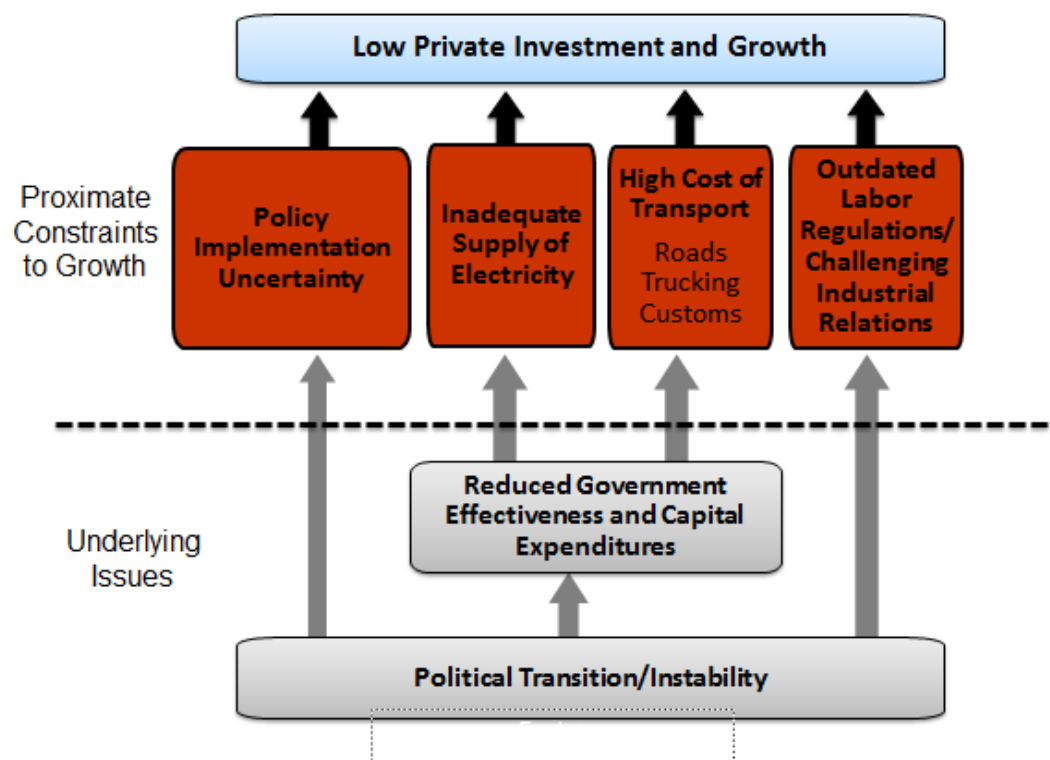 Low Private Investment and Growth
Proximate
Constraints
to Growth
Policy
Implementation
Uncertainty
Inadequate
Supply of
Electricity
High Cost of
Transport
Roads
Trucking
Customs
Outdated
Labor
Regulations/
Challenging
Industrial
Relations
Underlying
Issues
Reduced Government
Effectiveness and Capital
Expenditures
Political Transition/Instability